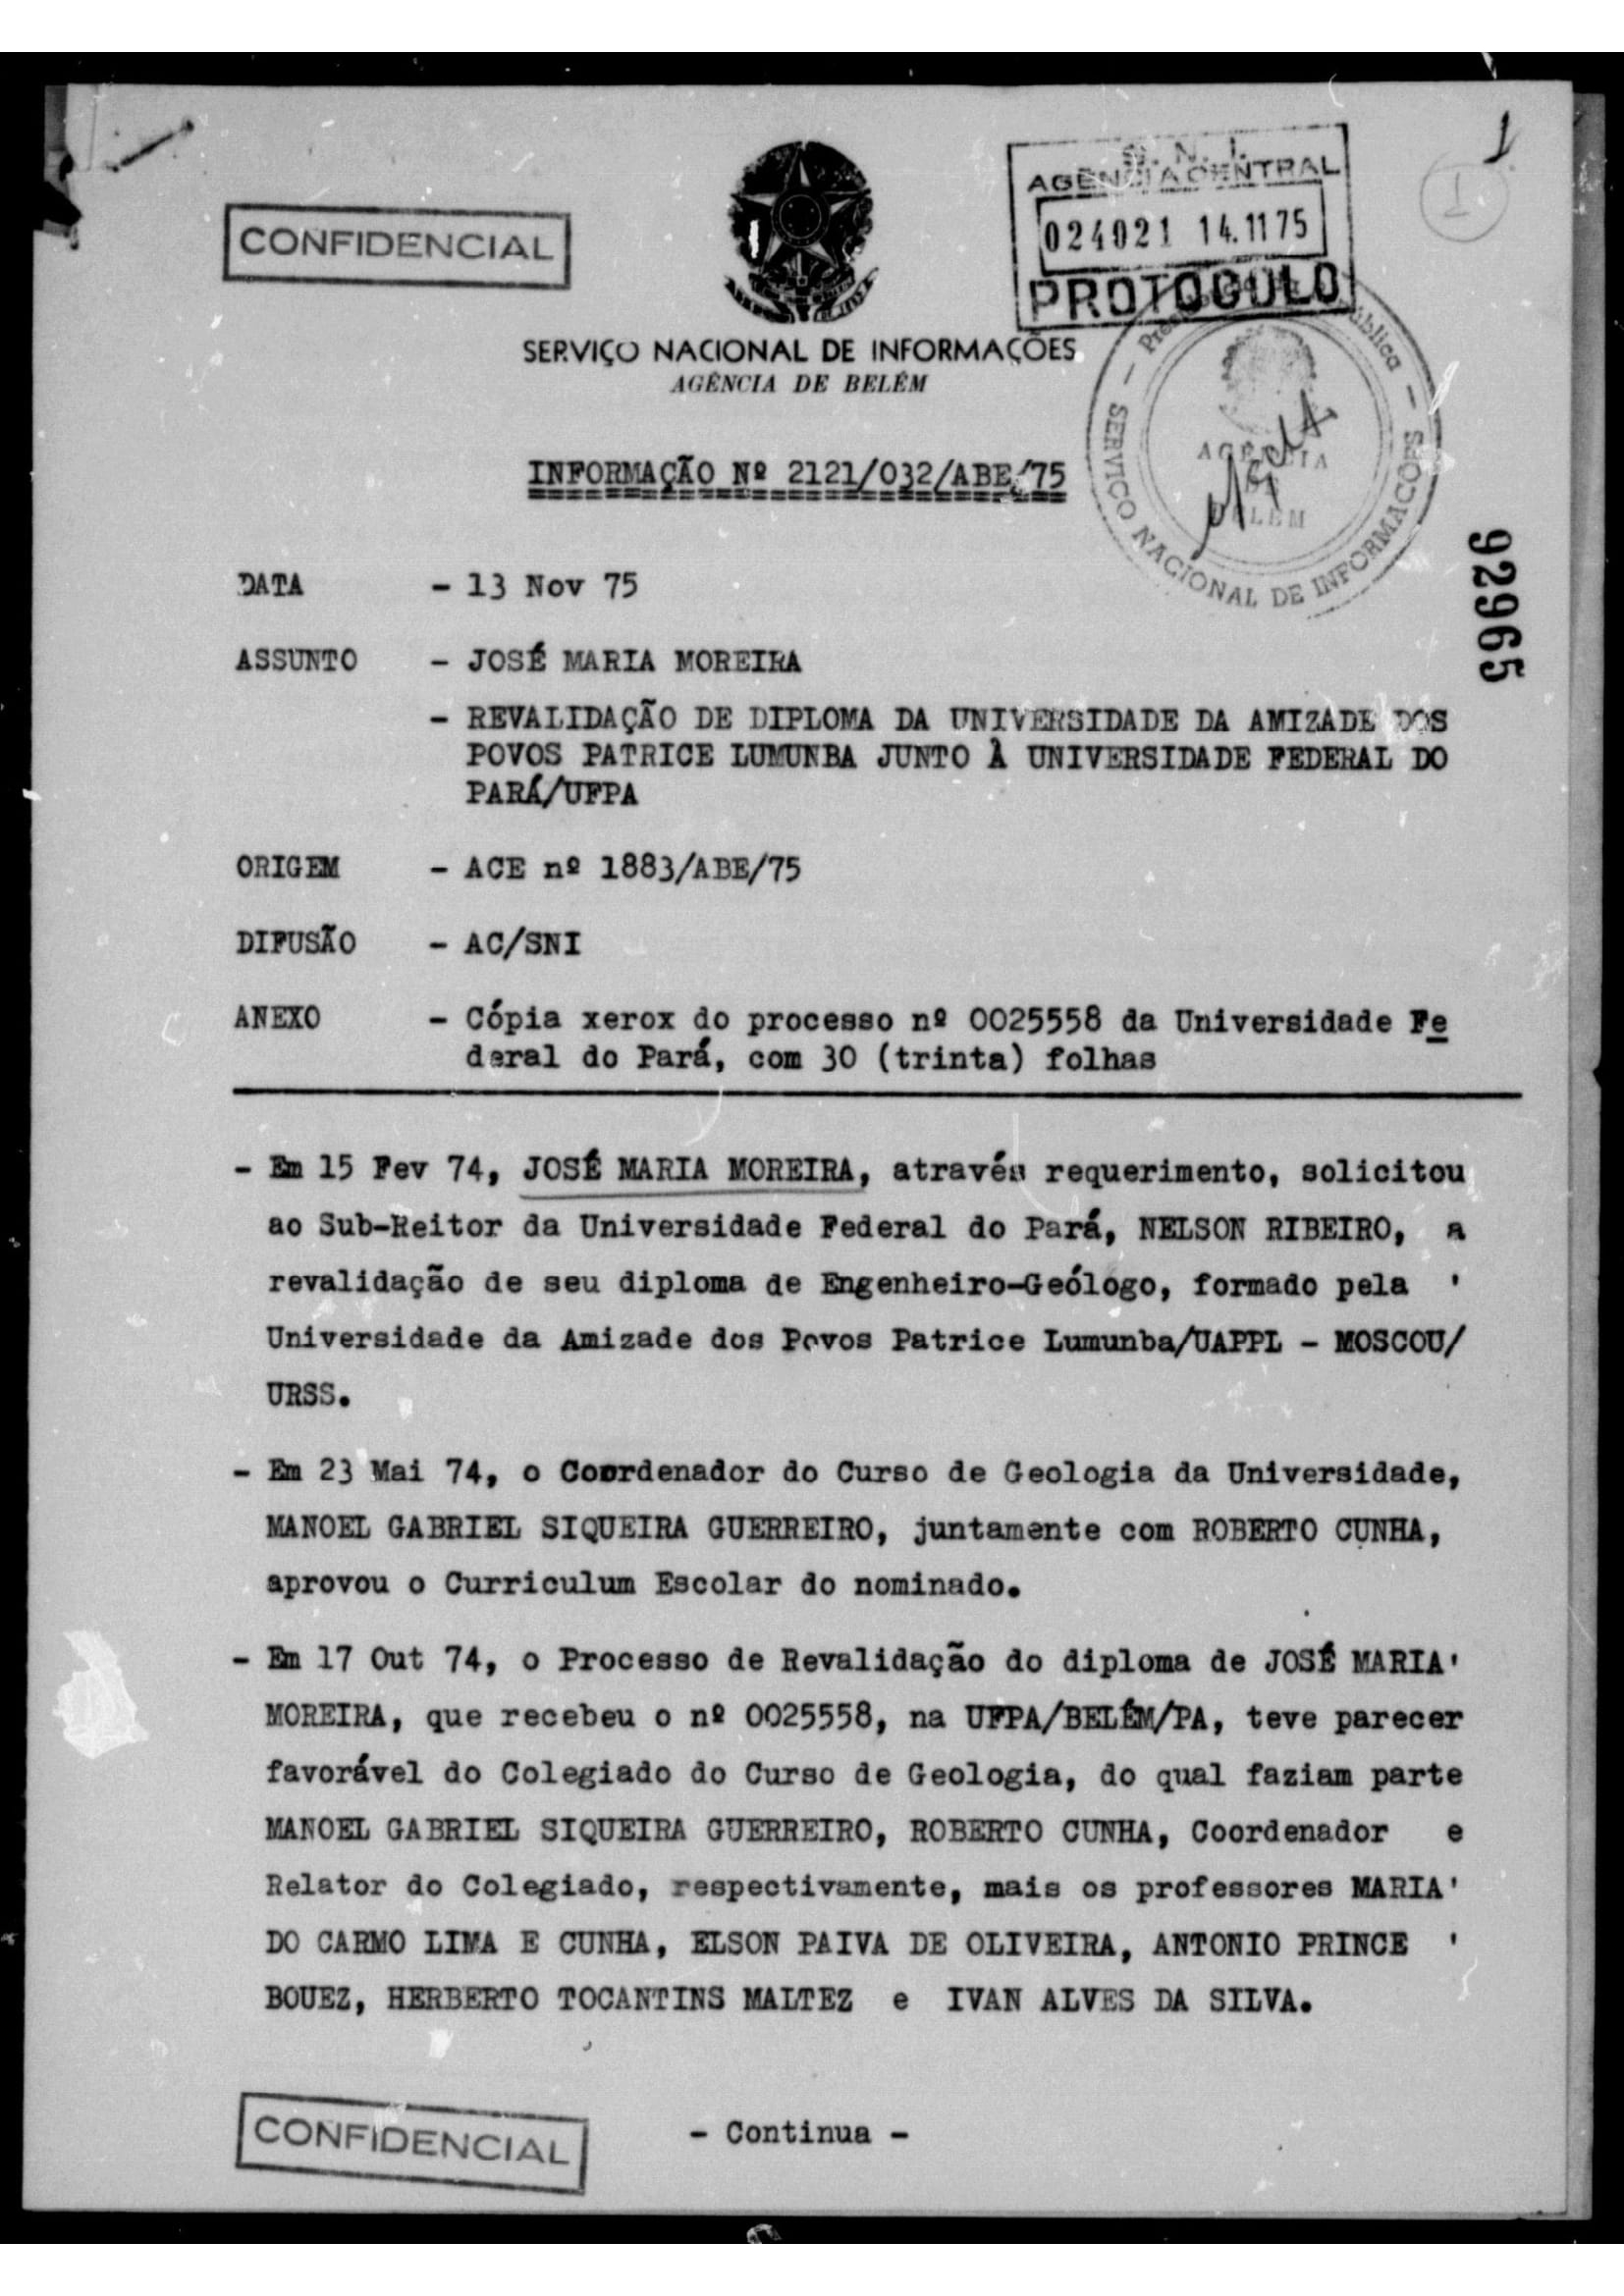 1
1
CONFIDENCIAL
S. N. I.
AGÊNCIA CENTRAL
024021 14.11 75
PROTOCOLO
SERVIÇO NACIONAL DE INFORMAÇÕES
AGÊNCIA DE BELÉM
pública
AGÊNCIA
BELÉM
SERVIÇO NACIONAL DE INFORMAÇÕES
INFORMAÇÃO Nº 2121/032/ABE/75
92965
DATA - 13 Nov 75
ASSUNTO - JOSÉ MARIA MOREIRA
- REVALIDAÇÃO DE DIPLOMA DA UNIVERSIDADE DA AMIZADE DOS
POVOS PATRICE LUMUNBA JUNTO À UNIVERSIDADE FEDERAL DO
PARÁ/UFPA
ORIGEM - ACE nº 1883/ABE/75
DIFUSÃO - AC/SNI
ANEXO - Cópia xerox do processo nº 0025558 da Universidade Fe
deral do Pará, com 30 (trinta) folhas
- Em 15 Fev 74, JOSÉ MARIA MOREIRA, através requerimento, solicitou
ao Sub-Reitor da Universidade Federal do Pará, NELSON RIBEIRO, a
revalidação de seu diploma de Engenheiro-Geólogo, formado pela '
Universidade da Amizade dos Povos Patrice Lumunba/UAPPL - MOSCOU/
URSS.
- Em 23 Mai 74, o Coordenador do Curso de Geologia da Universidade,
MANOEL GABRIEL SIQUEIRA GUERREIRO, juntamente com ROBERTO CUNHA,
aprovou o Curriculum Escolar do nominado.
- Em 17 Out 74, o Processo de Revalidação do diploma de JOSÉ MARIA'
MOREIRA, que recebeu o nº 0025558, na UFPA/BELÉM/PA, teve parecer
favorável do Colegiado do Curso de Geologia, do qual faziam parte
MANOEL GABRIEL SIQUEIRA GUERREIRO, ROBERTO CUNHA, Coordenador e
Relator do Colegiado, respectivamente, mais os professores MARIA'
DO CARMO LIMA E CUNHA, ELSON PAIVA DE OLIVEIRA, ANTONIO PRINCE '
BOUEZ, HERBERTO TOCANTINS MALTEZ e IVAN ALVES DA SILVA.
CONFIDENCIAL
- Continua -